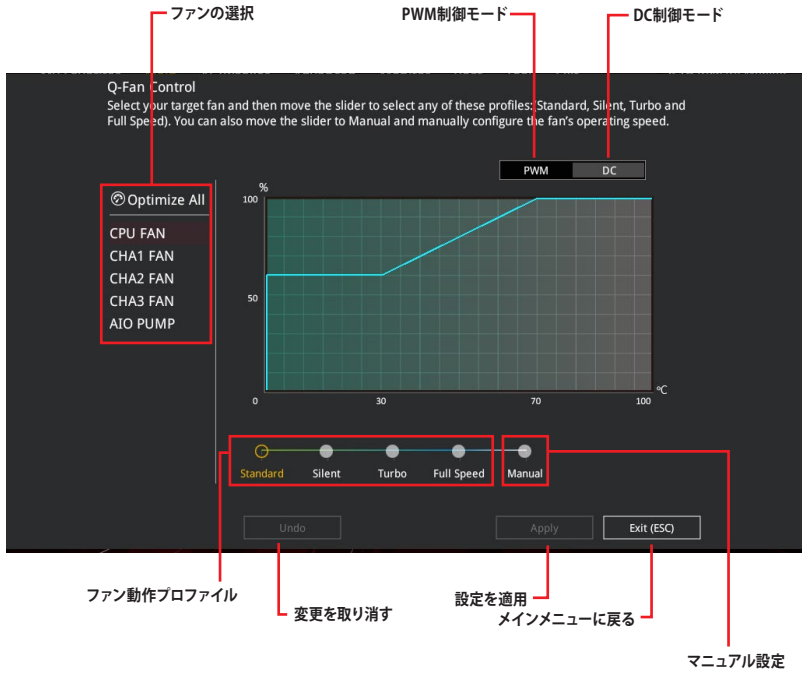 ファンの選択
PWM制御モード
DC制御モード
Q-Fan Control
Select your target fan and then move the slider to select any of these profiles:(Standard, Silent, Turbo and
Full Speed). You can also move the slider to Manual and manually configure the fan's operating speed.
PWM
DC
Optimize All
CPU FAN
CHA1 FAN
CHA2 FAN
CHA3 FAN
AIO PUMP
%
100
50
0
30
70
100
℃
Standard
Silent
Turbo
Full Speed
Manual
Undo
Apply
Exit (ESC)
ファン動作プロファイル
変更を取り消す
設定を適用
メインメニューに戻る
マニュアル設定